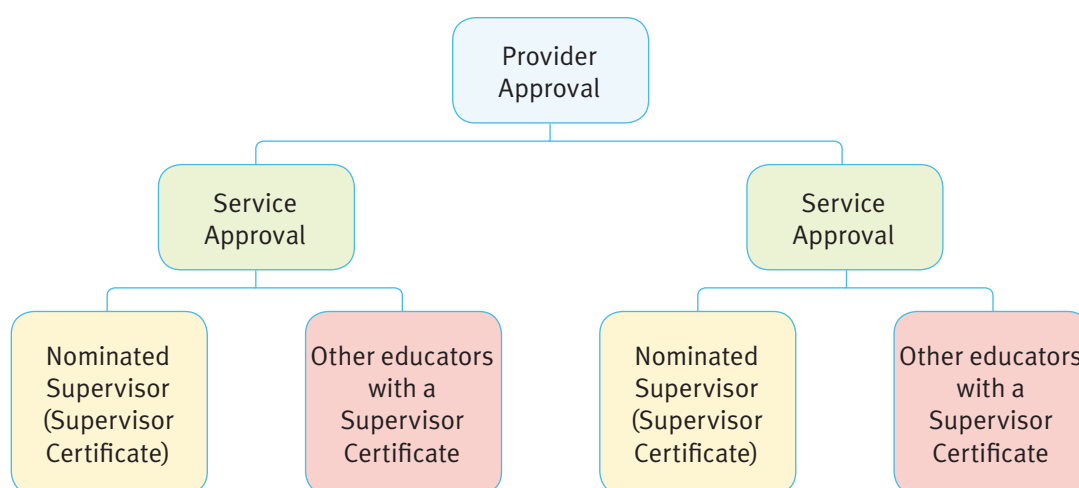 Provider
Approval
Service
Approval
Service
Approval
Nominated
Supervisor
(Supervisor
Certificate)
Other educators
with a
Supervisor
Certificate
Nominated
Supervisor
(Supervisor
Certificate)
Other educators
with a
Supervisor
Certificate